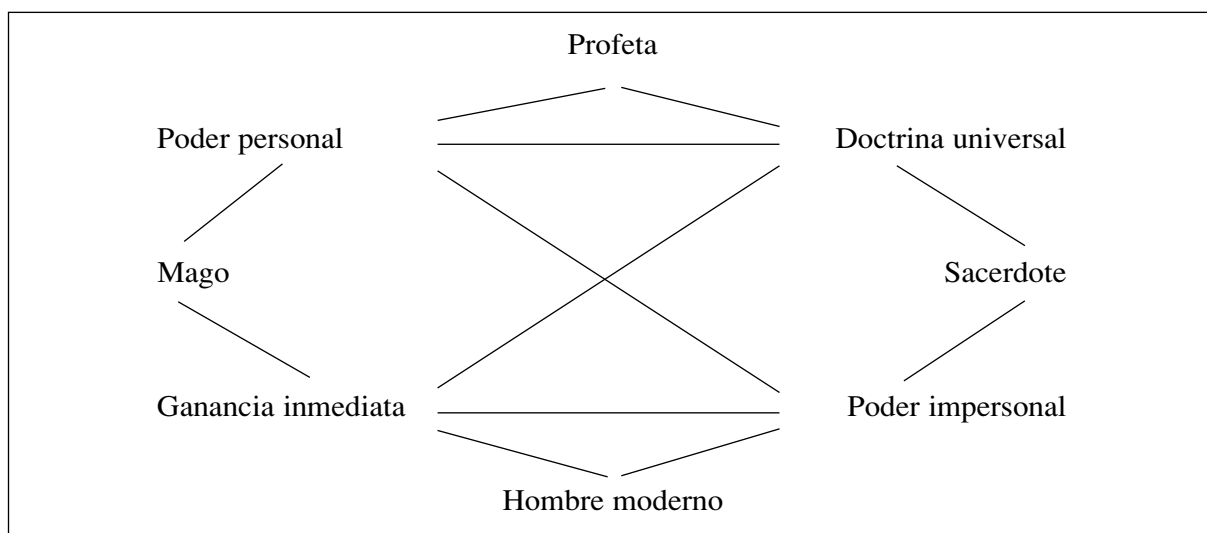 Profeta
Poder personal Doctrina universal
Mago Sacerdote
Ganancia inmediata Poder impersonal
Hombre moderno